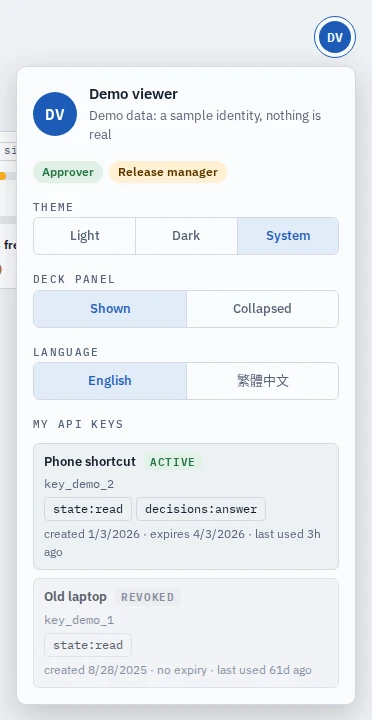 DV
DV
Demo viewer
Demo data: a sample identity, nothing is
real
Approver
Release manager
THEME
Light
Dark
System
DECK PANEL
Shown
Collapsed
LANGUAGE
English
繁體中文
MY API KEYS
Phone shortcut ACTIVE
key_demo_2
state:read decisions:answer
created 1/3/2026 · expires 4/3/2026 · last used 3h
ago
Old laptop REVOKED
key_demo_1
state:read
created 8/28/2025 · no expiry · last used 61d ago